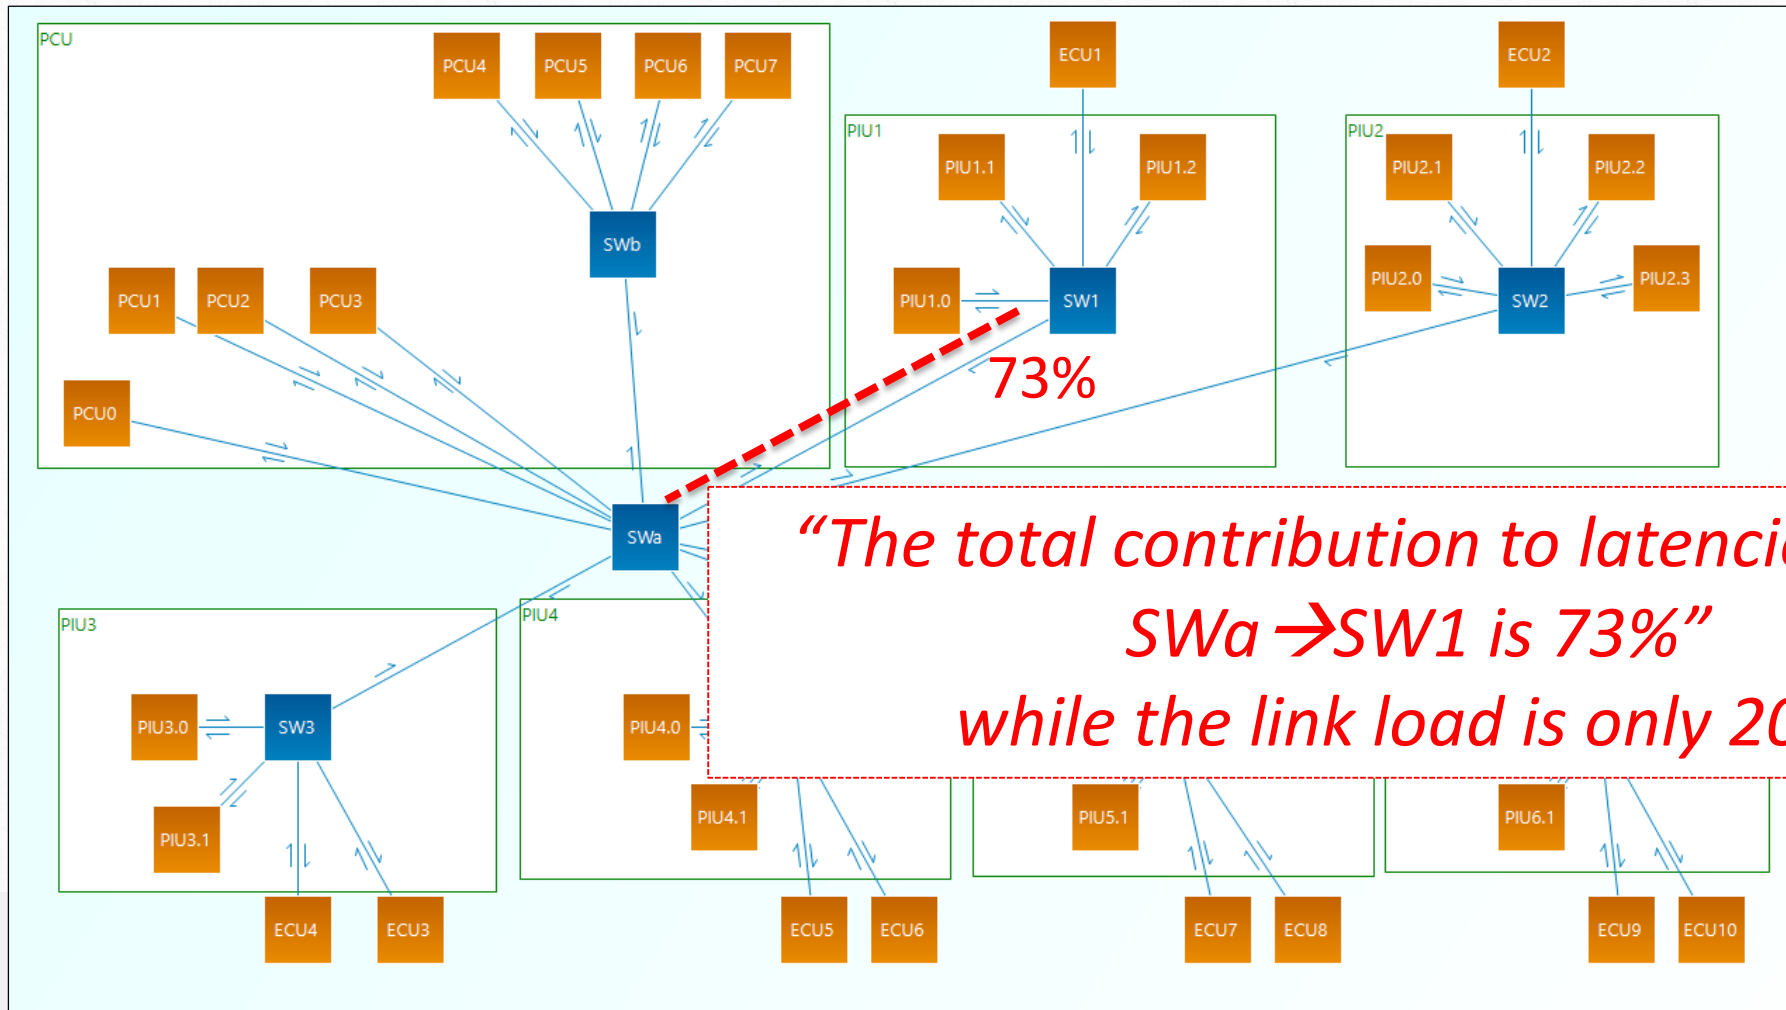 PCU
PCU4
PCU5
PCU6
PCU7
ECU1
ECU2
PIU1
PIU1.1
PIU1.2
PIU2
PIU2.1
PIU2.2
SWb
PCU1
PCU2
PCU3
PIU1.0
SW1
PIU2.0
SW2
PIU2.3
73%
PCU0
SWa
“The total contribution to
SWa→SW1 is 73%”
while the link load is only
PIU3
PIU4
PIU3.0
SW3
PIU4.0
PIU3.1
PIU4.1
PIU5.1
PIU6.1
ECU4
ECU3
ECU5
ECU6
ECU7
ECU8
ECU9
ECU10